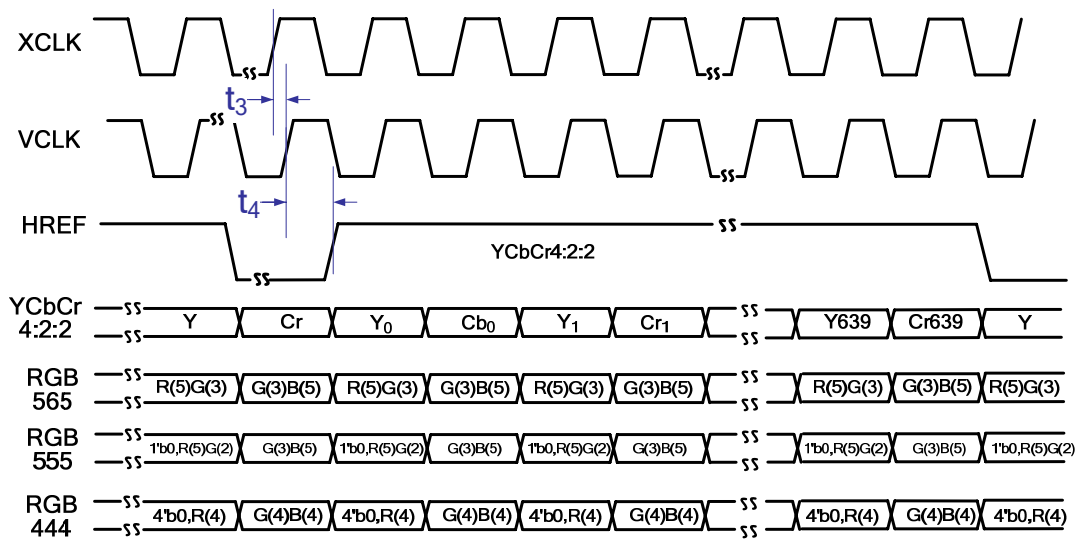 XCLK
t3
VCLK
t4
HREF
YCbCr4:2:2
YCbCr
4:2:2
Y Cr Y0 Cb0 Y1 Cr1 Y639 Cr639 Y
RGB
565
R(5)G(3) G(3)B(5) R(5)G(3) G(3)B(5) R(5)G(3) G(3)B(5) R(5)G(3) G(3)B(5) R(5)G(3)
RGB
555
1'b0,R(5)G(2) G(3)B(5) 1'b0,R(5)G(2) G(3)B(5) 1'b0,R(5)G(2) G(3)B(5) 1'b0,R(5)G(2) G(3)B(5) 1'b0,R(5)G(2)
RGB
444
4'b0,R(4) G(4)B(4) 4'b0,R(4) G(4)B(4) 4'b0,R(4) G(4)B(4) 4'b0,R(4) G(4)B(4) 4'b0,R(4)